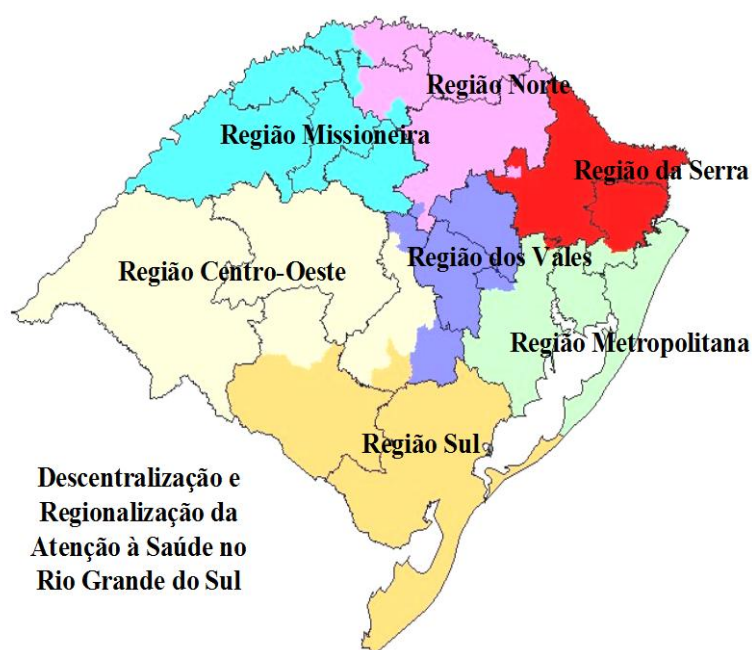 Região Norte
Região Missioneira
Região da Serra
Região Centro-Oeste
Região dos Vales
Região Metropolitana
Região Sul
Descentralização e
Regionalização da
Atenção à Saúde no
Rio Grande do Sul